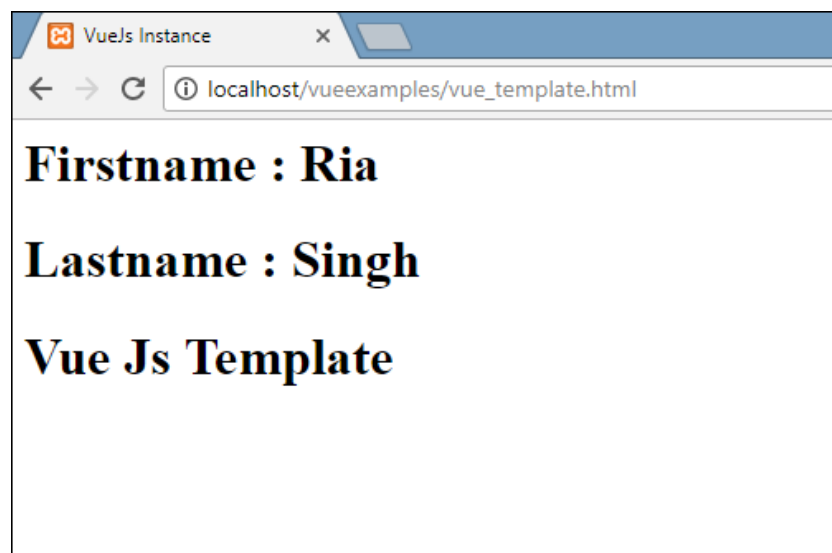 VueJs Instance
localhost/vueexamples/vue_template.html
Firstname : Ria
Lastname : Singh
Vue Js Template